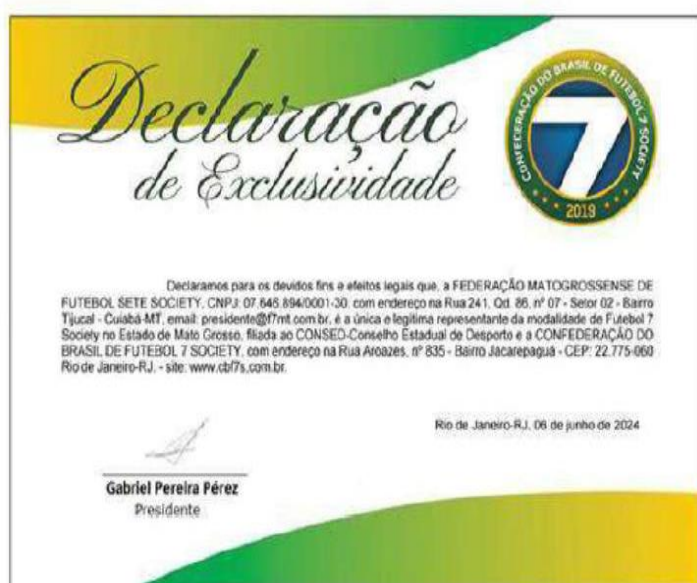 Declaração
de Exclusividade
CONFEDERAÇÃO DO BRASIL DE FUTEBOL 7 SOCIETY
7
2019
Declaramos para os devidos fins e efeitos legais que, a FEDERAÇÃO MATOGROSSENSE DE
FUTEBOL SETE SOCIETY, CNPJ: 07.646.894/0001-30, com endereço na Rua 241, Qd. 86, nº 07 - Setor 02 - Bairro
Tijucal - Cuiabá-MT, email: presidente@f7mt.com.br, é a única e legítima representante da modalidade de Futebol 7
Society no Estado de Mato Grosso, filiada ao CONSED-Conselho Estadual de Desporto e a CONFEDERAÇÃO DO
BRASIL DE FUTEBOL 7 SOCIETY, com endereço na Rua Aroazes, nº 835 - Bairro Jacarepaguá - CEP: 22.775-060
Rio de Janeiro-RJ, - site: www.cbf7s.com.br.
Rio de Janeiro-RJ, 06 de junho de 2024
Gabriel Pereira Pérez
Presidente